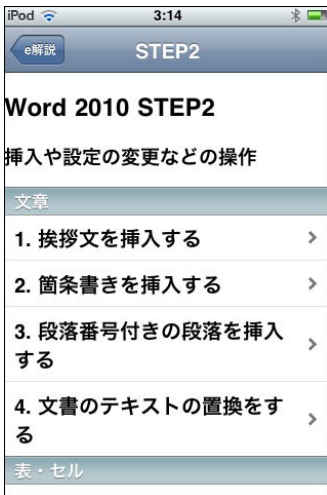 iPod 3:14
e解説 STEP2
Word 2010 STEP2
挿入や設定の変更などの操作
文章
1. 挨拶文を挿入する
2. 箇条書きを挿入する
3. 段落番号付きの段落を挿入
する
4. 文書のテキストの置換をす
る
表・セル